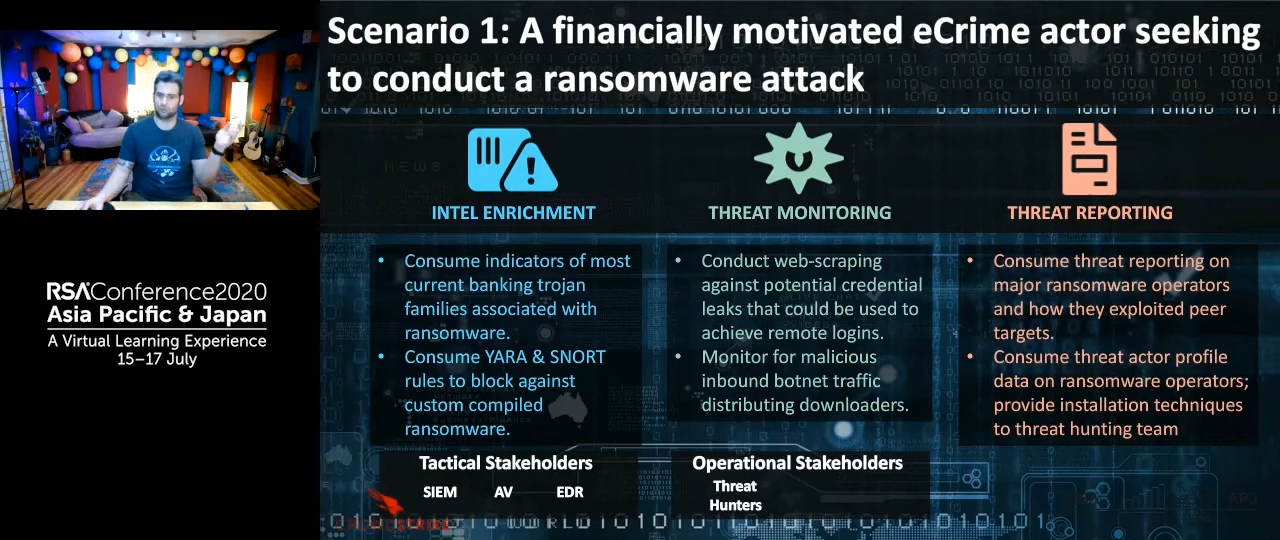 Scenario 1: A financially motivated eCrime actor seeking
to conduct a ransomware attack
NEWS
INTEL ENRICHMENT
THREAT MONITORING
THREAT REPORTING
• Consume indicators of most
current banking trojan
families associated with
ransomware.
• Consume YARA & SNORT
rules to block against
custom compiled
ransomware.
• Conduct web-scraping
against potential credential
leaks that could be used to
achieve remote logins.
• Monitor for malicious
inbound botnet traffic
distributing downloaders.
• Consume threat reporting on
major ransomware operators
and how they exploited peer
targets.
• Consume threat actor profile
data on ransomware operators;
provide installation techniques
to threat hunting team
Tactical Stakeholders
SIEM AV EDR
Operational Stakeholders
Threat
Hunters
RSAConference2020
Asia Pacific & Japan
A Virtual Learning Experience
15–17 July